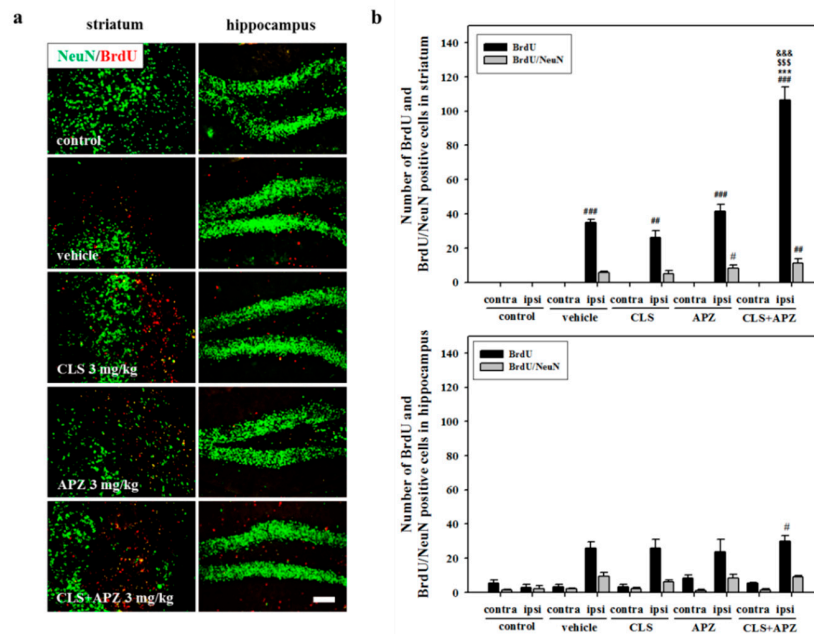 a
striatum hippocampus
NeuN/BrdU
control
vehicle
CLS 3 mg/kg
APZ 3 mg/kg
CLS+APZ 3 mg/kg
b
Number of BrdU and
BrdU/NeuN positive cells in striatum
140
120
100
80
60
40
20
0
BrdU
BrdU/NeuN
###
##
###
#
&&&
$$$
***
###
##
contra ipsi contra ipsi contra ipsi contra ipsi contra ipsi
control vehicle CLS APZ CLS+APZ
Number of BrdU and
BrdU/NeuN positive cells in hippocampus
140
120
100
80
60
40
20
0
BrdU
BrdU/NeuN
#
contra ipsi contra ipsi contra ipsi contra ipsi contra ipsi
control vehicle CLS APZ CLS+APZ